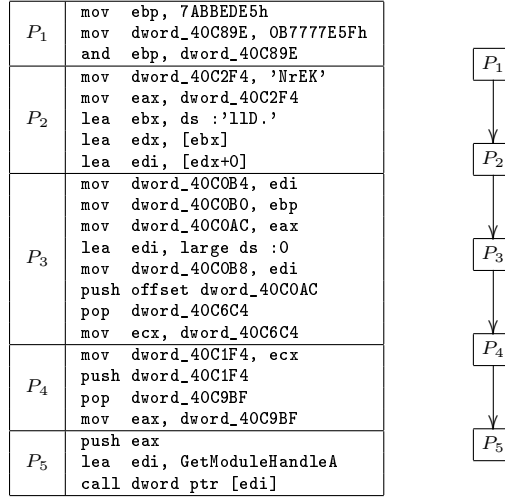 P1
mov ebp, 7ABBEDE5h
mov dword_40C89E, 0B7777E5Fh
and ebp, dword_40C89E
P2
mov dword_40C2F4, 'NrEK'
mov eax, dword_40C2F4
lea ebx, ds :'llD.'
lea edx, [ebx]
lea edi, [edx+0]
P3
mov dword_40C0B4, edi
mov dword_40C0B0, ebp
mov dword_40C0AC, eax
lea edi, large ds :0
mov dword_40C0B8, edi
push offset dword_40C0AC
pop dword_40C6C4
mov ecx, dword_40C6C4
P4
mov dword_40C1F4, ecx
push dword_40C1F4
pop dword_40C9BF
mov eax, dword_40C9BF
P5
push eax
lea edi, GetModuleHandleA
call dword ptr [edi]
P1
P2
P3
P4
P5